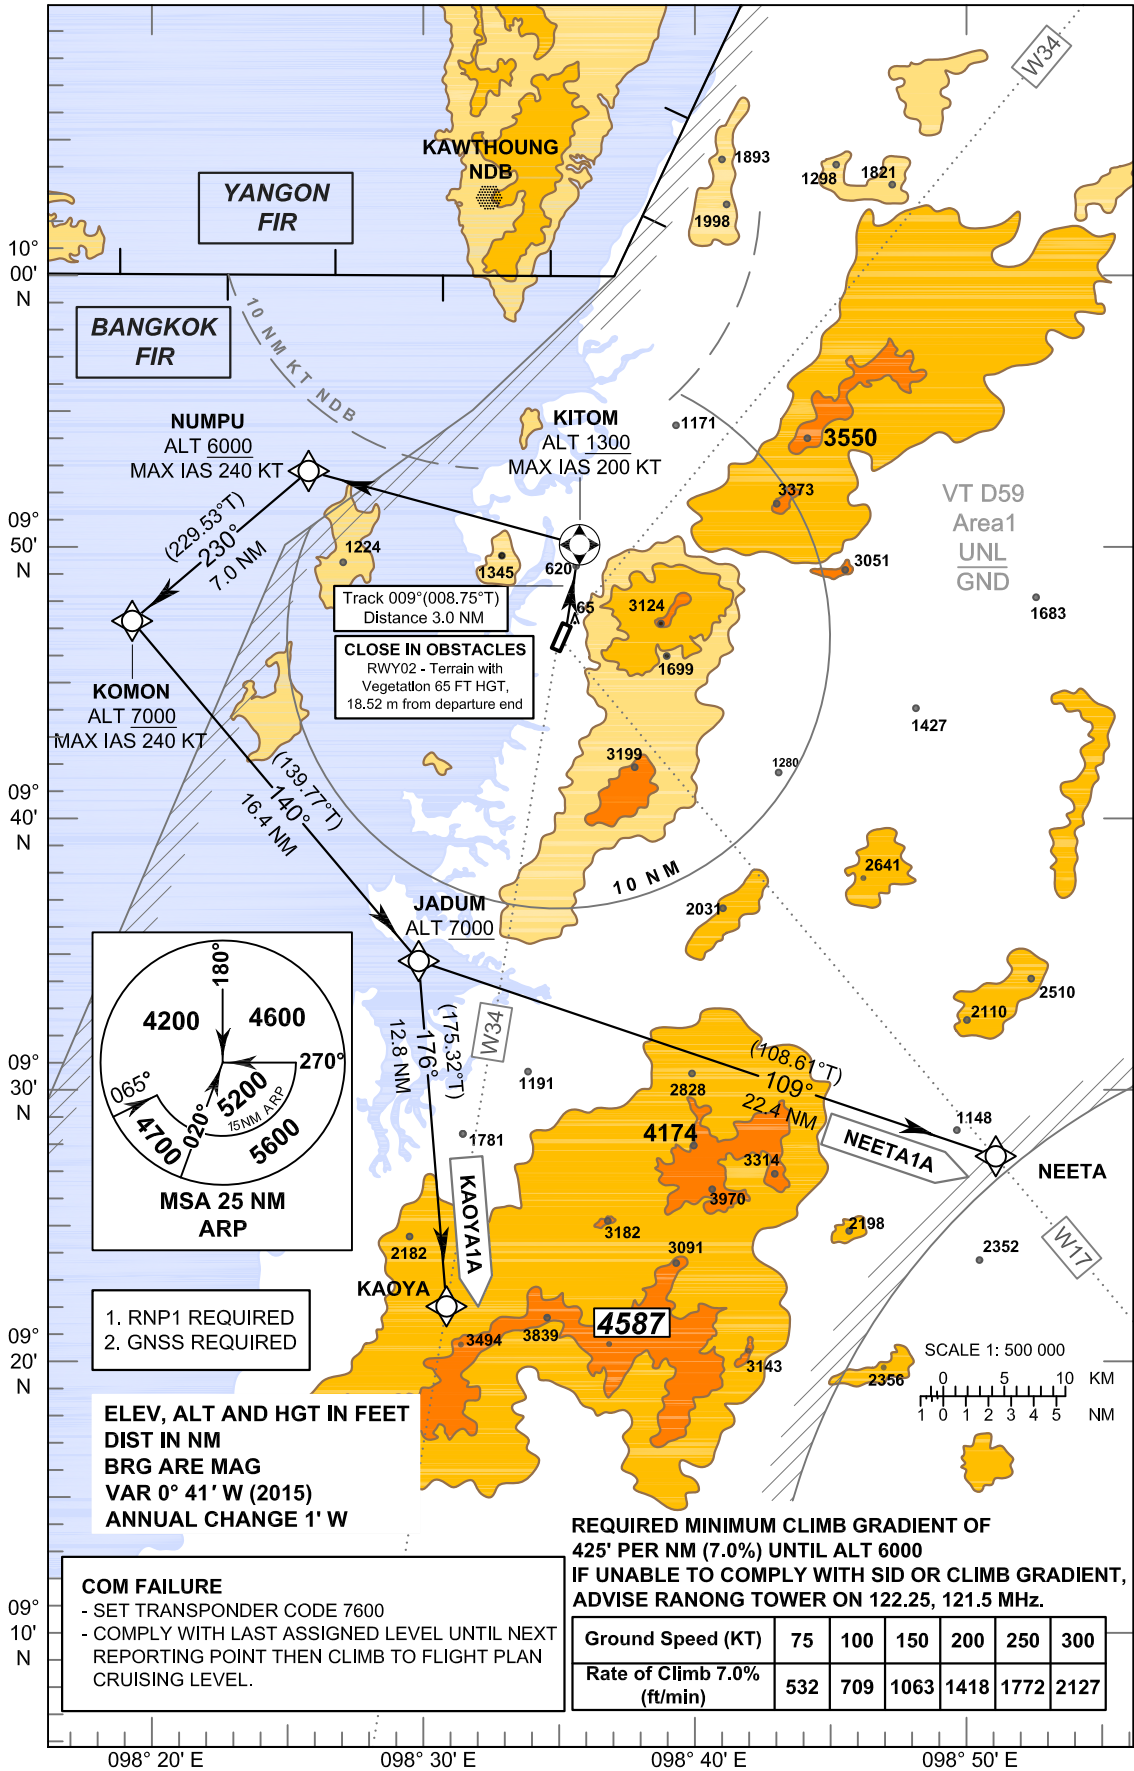 W34
KAWTHOUNG
NDB
1893
1298
1821
1998
YANGON
FIR
10°
00'
N
BANGKOK
FIR
10 NM KT NDB
NUMPU
ALT 6000
MAX IAS 240 KT
KITOM
ALT 1300
MAX IAS 200 KT
1171
3550
3373
VT D59
Area1
UNL
GND
09°
50'
N
(229.53°T)
230°
7.0 NM
1224
1345
620
3051
1683
Track 009°(008.75°T)
Distance 3.0 NM
65
3124
1699
CLOSE IN OBSTACLES
RWY02 - Terrain with
Vegetation 65 FT HGT,
18.52 m from departure end
KOMON
ALT 7000
MAX IAS 240 KT
1427
3199
1280
(139.77°T)
140°
16.4 NM
09°
40'
N
10 NM
2641
JADUM
ALT 7000
2031
2510
2110
180°
4200
4600
270°
065°
020°
5200
15NM ARP
4700
5600
MSA 25 NM
ARP
09°
30'
N
(175.32°T)
176°
12.8 NM
W34
1191
1781
(108.61°T)
109°
22.4 NM
2828
4174
3314
3970
1148
NEETA1A
NEETA
KAOYA1A
2182
3182
3091
2198
2352
W17
KAOYA
1. RNP1 REQUIRED
2. GNSS REQUIRED
3494
3839
4587
3143
2356
09°
20'
N
SCALE 1: 500 000
0 5 10 KM
1 0 1 2 3 4 5 NM
ELEV, ALT AND HGT IN FEET
DIST IN NM
BRG ARE MAG
VAR 0° 41' W (2015)
ANNUAL CHANGE 1' W
REQUIRED MINIMUM CLIMB GRADIENT OF
425' PER NM (7.0%) UNTIL ALT 6000
IF UNABLE TO COMPLY WITH SID OR CLIMB GRADIENT,
ADVISE RANONG TOWER ON 122.25, 121.5 MHz.
COM FAILURE
- SET TRANSPONDER CODE 7600
- COMPLY WITH LAST ASSIGNED LEVEL UNTIL NEXT
REPORTING POINT THEN CLIMB TO FLIGHT PLAN
CRUISING LEVEL.
09°
10'
N
Ground Speed (KT) 75 100 150 200 250 300
Rate of Climb 7.0%
(ft/min) 532 709 1063 1418 1772 2127
098° 20' E 098° 30' E 098° 40' E 098° 50' E